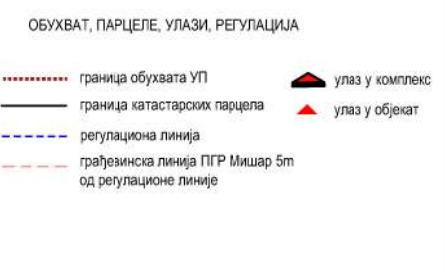 ОБУХВАТ, ПАРЦЕЛЕ, УЛАЗИ, РЕГУЛАЦИЈА
граница обухвата УП
граница катастарских парцела
регулациона линија
грађевинска линија ПГР Мишар 5m
од регулационе линије
улаз у комплекс
улаз у објекат